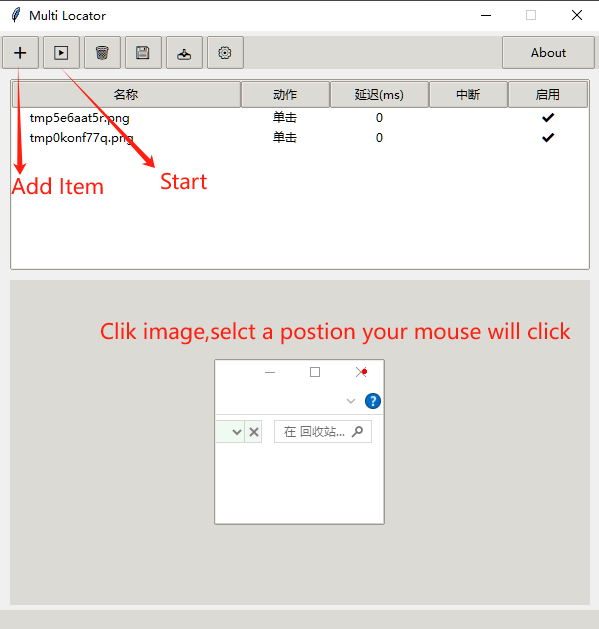 Multi Locator
About
名称 动作 延迟(ms) 中断 启用
tmp5e6aat5r.png 单击 0
tmp0konf77q.png 单击 0
Add Item
Start
Clik image,selct a postion your mouse will click
?
在 回收站...